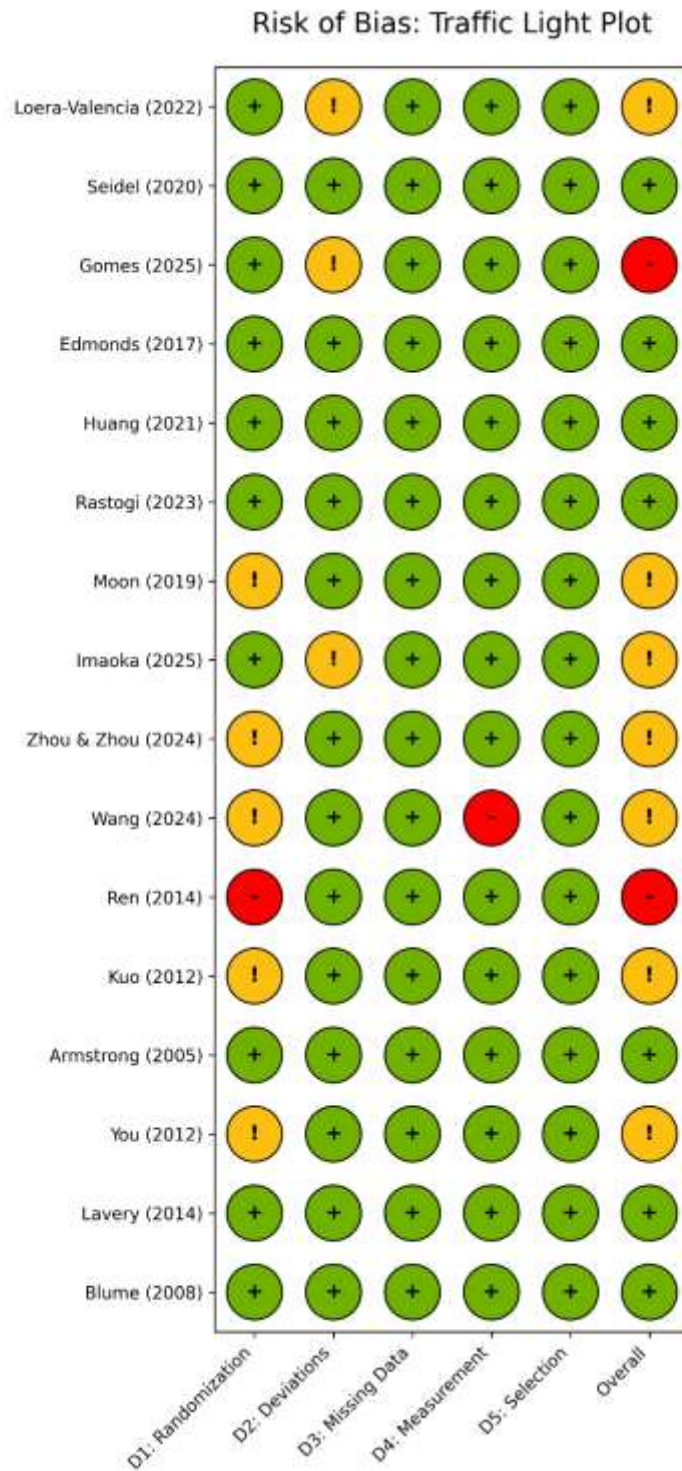 Risk of Bias: Traffic Light Plot
Loera-Valencia (2022) + ! + + + !
Seidel (2020) + + + + + +
Gomes (2025) + ! + + + -
Edmonds (2017) + + + + + +
Huang (2021) + + + + + +
Rastogi (2023) + + + + + +
Moon (2019) ! + + + + !
Imaoka (2025) + ! + + + !
Zhou & Zhou (2024) ! + + + + !
Wang (2024) ! + + - + !
Ren (2014) - + + + + -
Kuo (2012) ! + + + + !
Armstrong (2005) + + + + + +
You (2012) ! + + + + !
Lavery (2014) + + + + + +
Blume (2008) + + + + + +
D1: Randomization
D2: Deviations
D3: Missing Data
D4: Measurement
D5: Selection
Overall